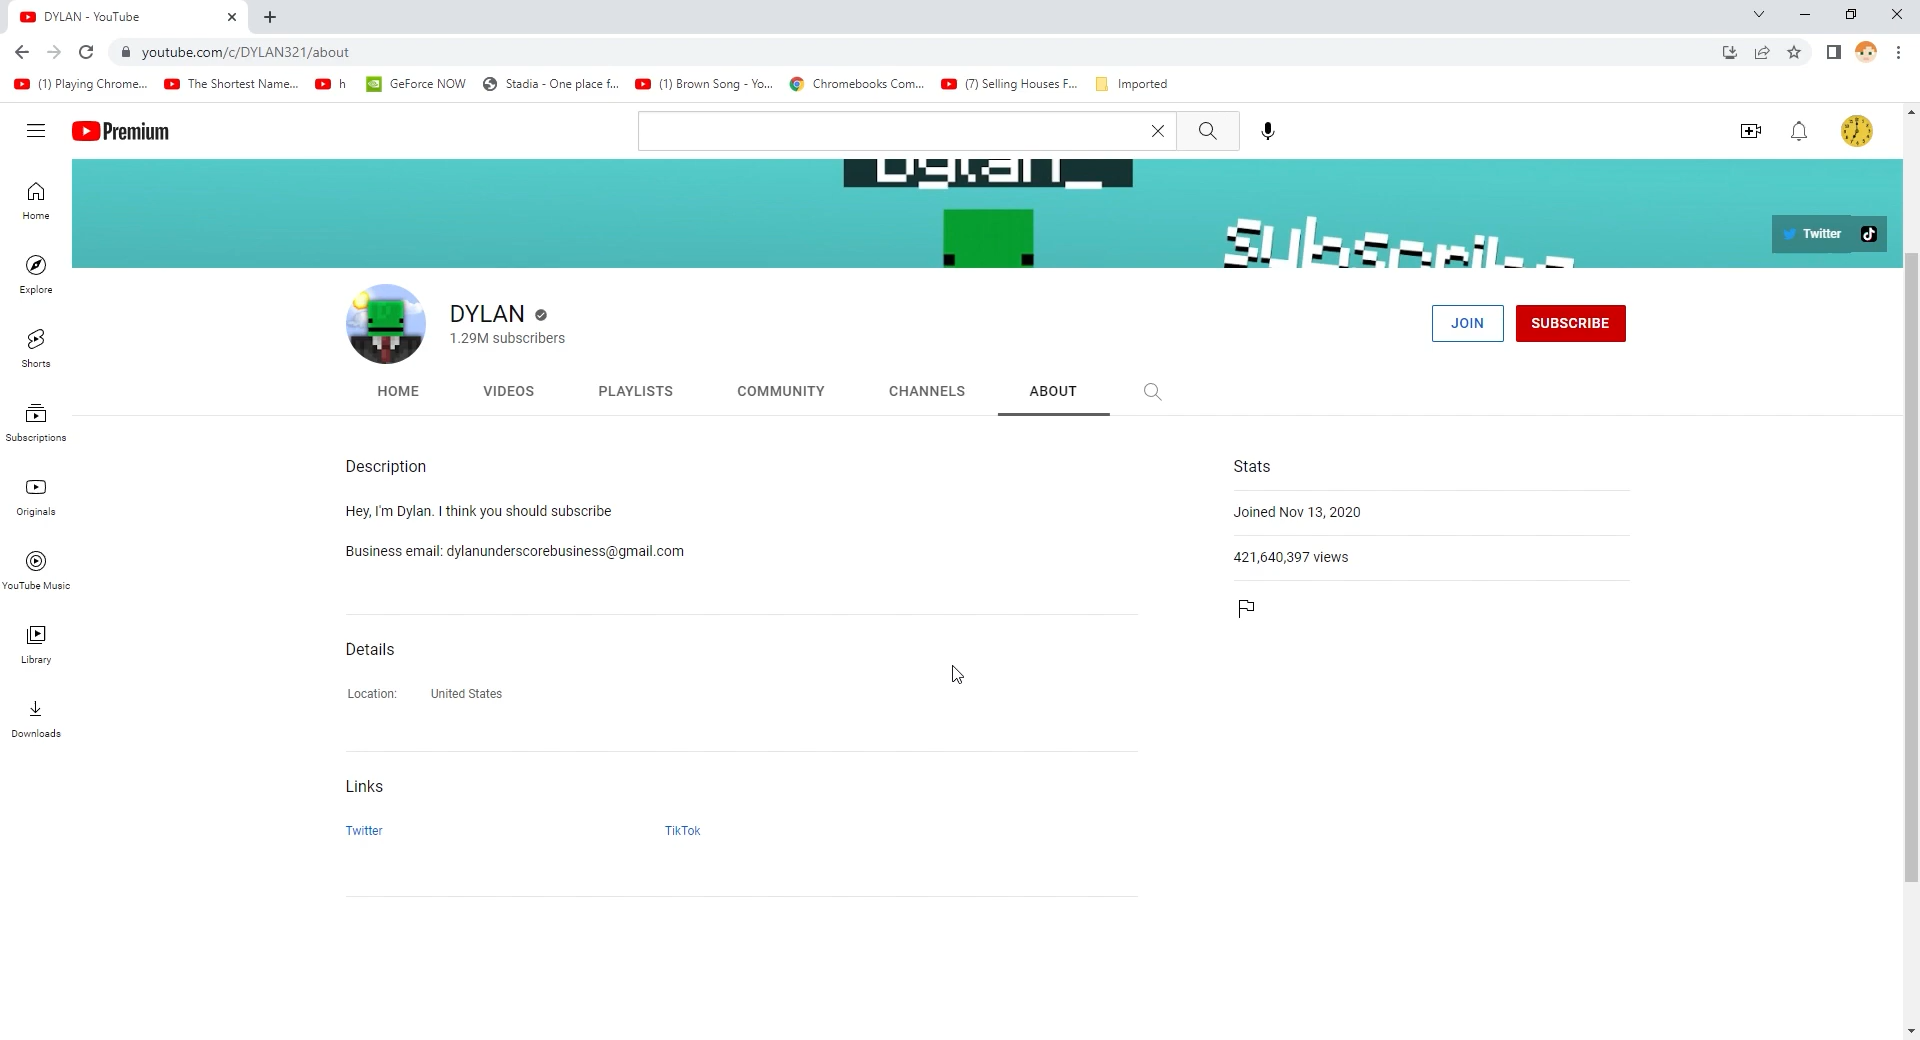 DYLAN - YouTube
youtube.com/c/DYLAN321/about
(1) Playing Chrome...
The Shortest Name...
h
GeForce NOW
Stadia - One place f...
(1) Brown Song - Yo...
Chromebooks Com...
(7) Selling Houses F...
Imported
Premium
Dylan_
subscribe
Twitter
Home
Explore
Shorts
Subscriptions
Originals
YouTube Music
Library
Downloads
DYLAN
1.29M subscribers
JOIN
SUBSCRIBE
HOME
VIDEOS
PLAYLISTS
COMMUNITY
CHANNELS
ABOUT
Description
Hey, I'm Dylan. I think you should subscribe
Business email: dylanunderscorebusiness@gmail.com
Stats
Joined Nov 13, 2020
421,640,397 views
Details
Location: United States
Links
Twitter
TikTok